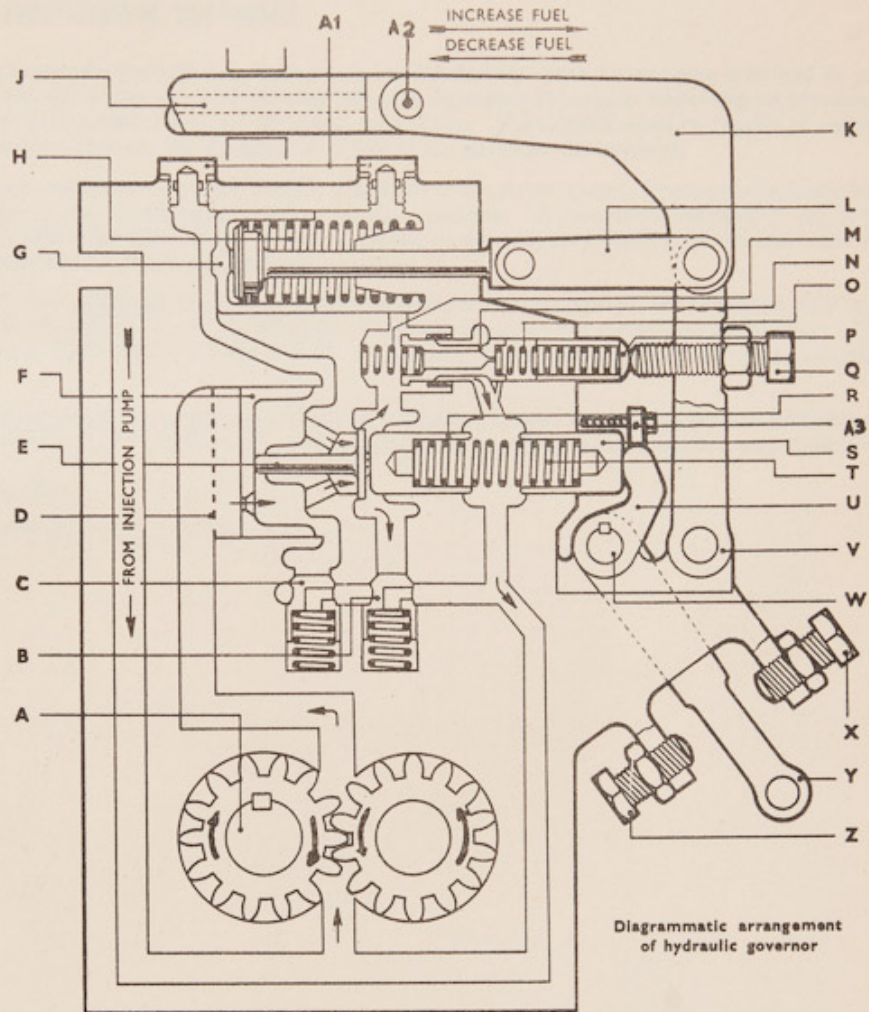 A1
A2
INCREASE FUEL
DECREASE FUEL
J
H
G
F
E
D
C
B
A
FROM INJECTION PUMP
K
L
M
N
O
P
Q
R
A3
S
T
U
V
W
X
Y
Z
Diagrammatic arrangement
of hydraulic governor